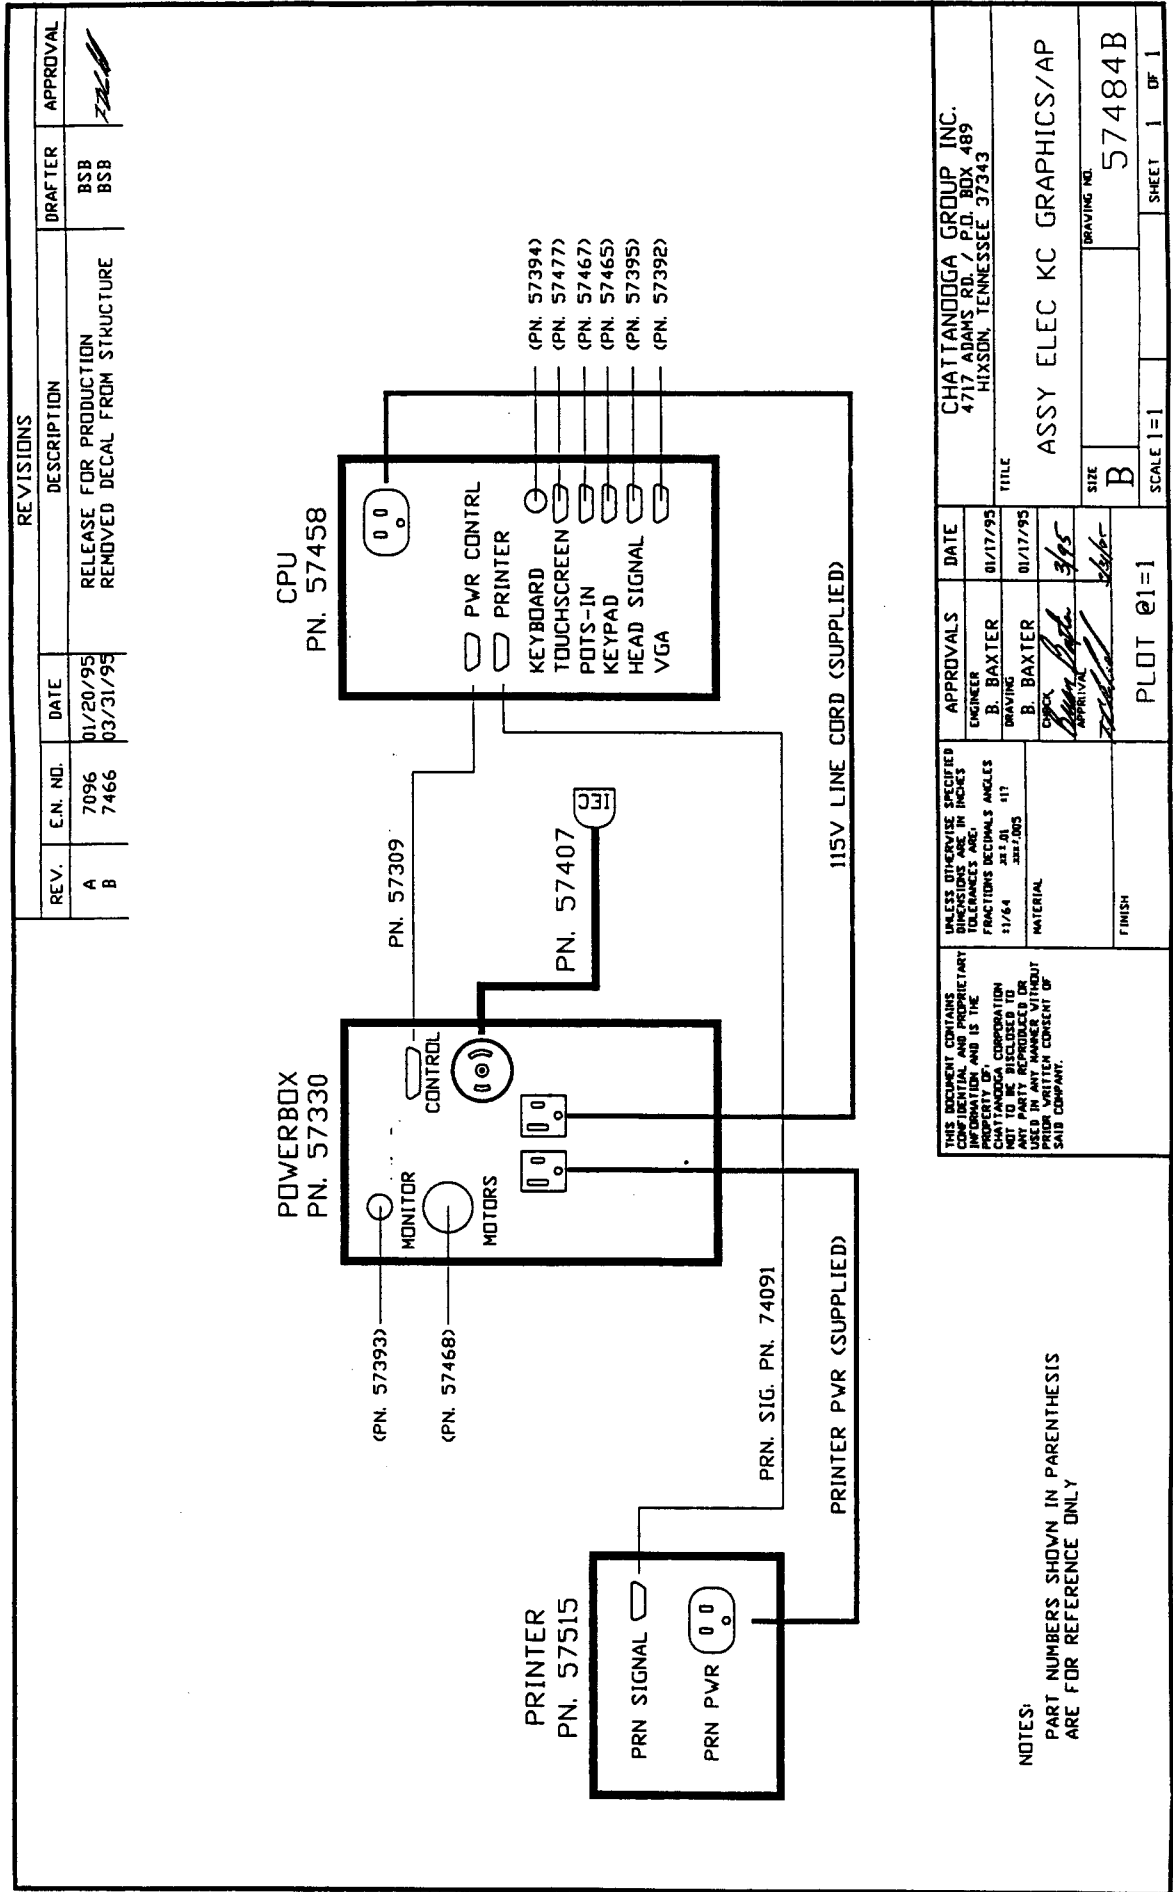 REVISIONS
REV. E.N. NO. DATE DESCRIPTION DRAFTER APPROVAL
A 7096 01/20/95 RELEASE FOR PRODUCTION BSB
B 7466 03/31/95 REMOVED DECAL FROM STRUCTURE BSB
PRINTER
PN. 57515
PRN SIGNAL
PRN PWR
POWERBOX
PN. 57330
(PN. 57393)
MONITOR
(PN. 57468)
MOTORS
CONTROL
PN. 57309
PN. 57407
IEC
CPU
PN. 57458
PWR CONTRL
PRINTER
KEYBOARD (PN. 57394)
TOUCHSCREEN (PN. 57477)
POTS-IN (PN. 57467)
KEYPAD (PN. 57465)
HEAD SIGNAL (PN. 57395)
VGA (PN. 57392)
PRN. SIG. PN. 74091
PRINTER PWR (SUPPLIED)
115V LINE CORD (SUPPLIED)
NOTES:
PART NUMBERS SHOWN IN PARENTHESIS
ARE FOR REFERENCE ONLY
THIS DOCUMENT CONTAINS
CONFIDENTIAL AND PROPRIETARY
INFORMATION AND IS THE
PROPERTY OF:
CHATTANOOGA CORPORATION
NOT TO BE DISCLOSED TO
ANY PARTY REPRODUCED OR
USED IN ANY MANNER WITHOUT
PRIOR WRITTEN CONSENT OF
SAID COMPANY.
UNLESS OTHERWISE SPECIFIED
DIMENSIONS ARE IN INCHES
TOLERANCES ARE:
FRACTIONS DECIMALS ANGLES
±1/64 .xx±.01 ±1?
.xxx±.005
MATERIAL
FINISH
APPROVALS DATE
ENGINEER
B. BAXTER 01/17/95
DRAWING
B. BAXTER 01/17/95
CHECK
3/95
APPROVAL
PLOT @1=1
CHATTANOOGA GROUP INC.
4717 ADAMS RD. / P.O. BOX 489
HIXSON, TENNESSEE 37343
TITLE
ASSY ELEC KC GRAPHICS/AP
SIZE
B
DRAWING NO.
57484B
SCALE 1=1
SHEET 1 OF 1